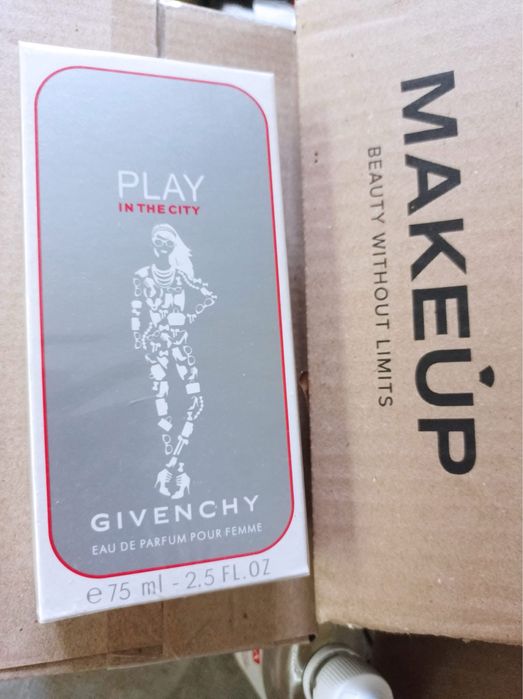 PLAY
IN THE CITY
GIVENCHY
EAU DE PARFUM POUR FEMME
e 75 ml - 2.5 FL.OZ
MAKEÚP
BEAUTY WITHOUT LIMITS